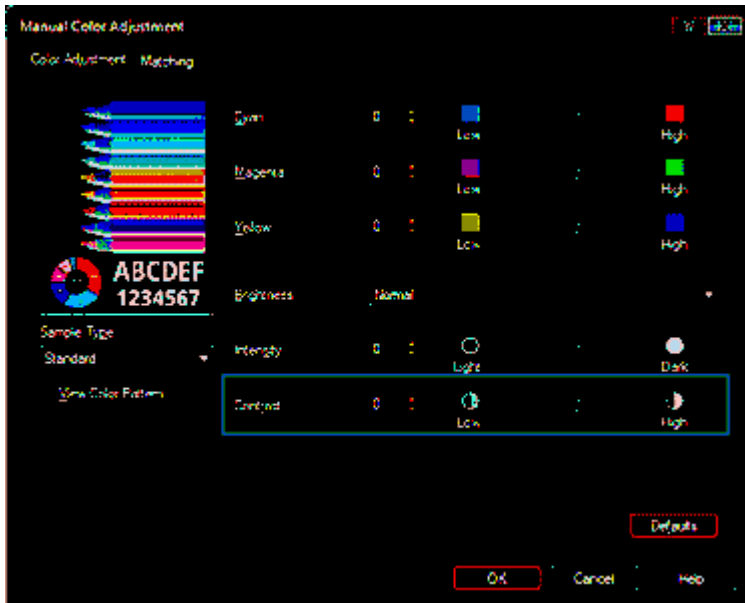 Manual Color Adjustment
Color Adjustment Matching
Cyan 0 Low High
Magenta 0 Low High
Yellow 0 Low High
ABCDEF
1234567
Brightness Normal
Sample Type
Standard
Intensity 0 Light Dark
View Color Pattern
Contrast 0 Low High
Defaults
OK Cancel Help